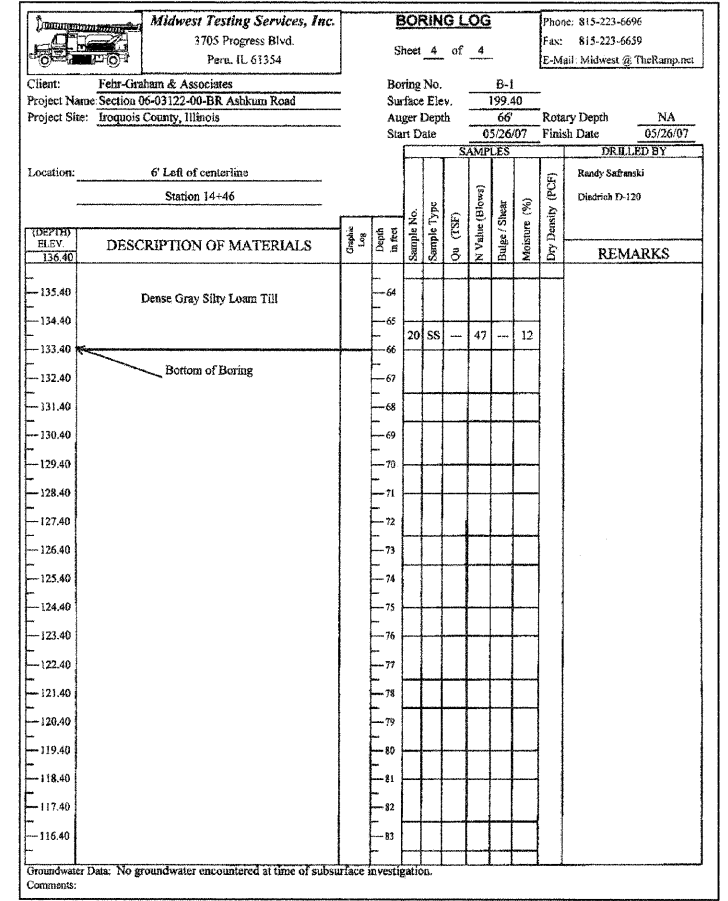 Midwest Testing Services, Inc.
3705 Progress Blvd.
Peru, IL 61354
BORING LOG
Sheet 4 of 4
Phone: 815-223-6696
Fax: 815-223-6659
E-Mail: Midwest @ TheRamp.net
Client: Fehr-Graham & Associates
Project Name: Section 06-03122-00-BR Ashkum Road
Project Site: Iroquois County, Illinois
Boring No. B-1
Surface Elev. 199.40
Auger Depth 66' Rotary Depth NA
Start Date 05/26/07 Finish Date 05/26/07
SAMPLES
DRILLED BY
Location: 6' Left of centerline
Station 14+46
Randy Safranski
Diedrich D-120
(DEPTH)
ELEV.
136.40
DESCRIPTION OF MATERIALS
Graphic Log
Depth in feet
Sample No.
Sample Type
Qu (TSF)
N Value (Blows)
Bulge / Shear
Moisture (%)
Dry Density (PCF)
REMARKS
135.40 64
Dense Gray Silty Loam Till
134.40 65
20 SS --- 47 --- 12
133.40 66
Bottom of Boring
132.40 67
131.40 68
130.40 69
129.40 70
128.40 71
127.40 72
126.40 73
125.40 74
124.40 75
123.40 76
122.40 77
121.40 78
120.40 79
119.40 80
118.40 81
117.40 82
116.40 83
Groundwater Data: No groundwater encountered at time of subsurface investigation.
Comments: